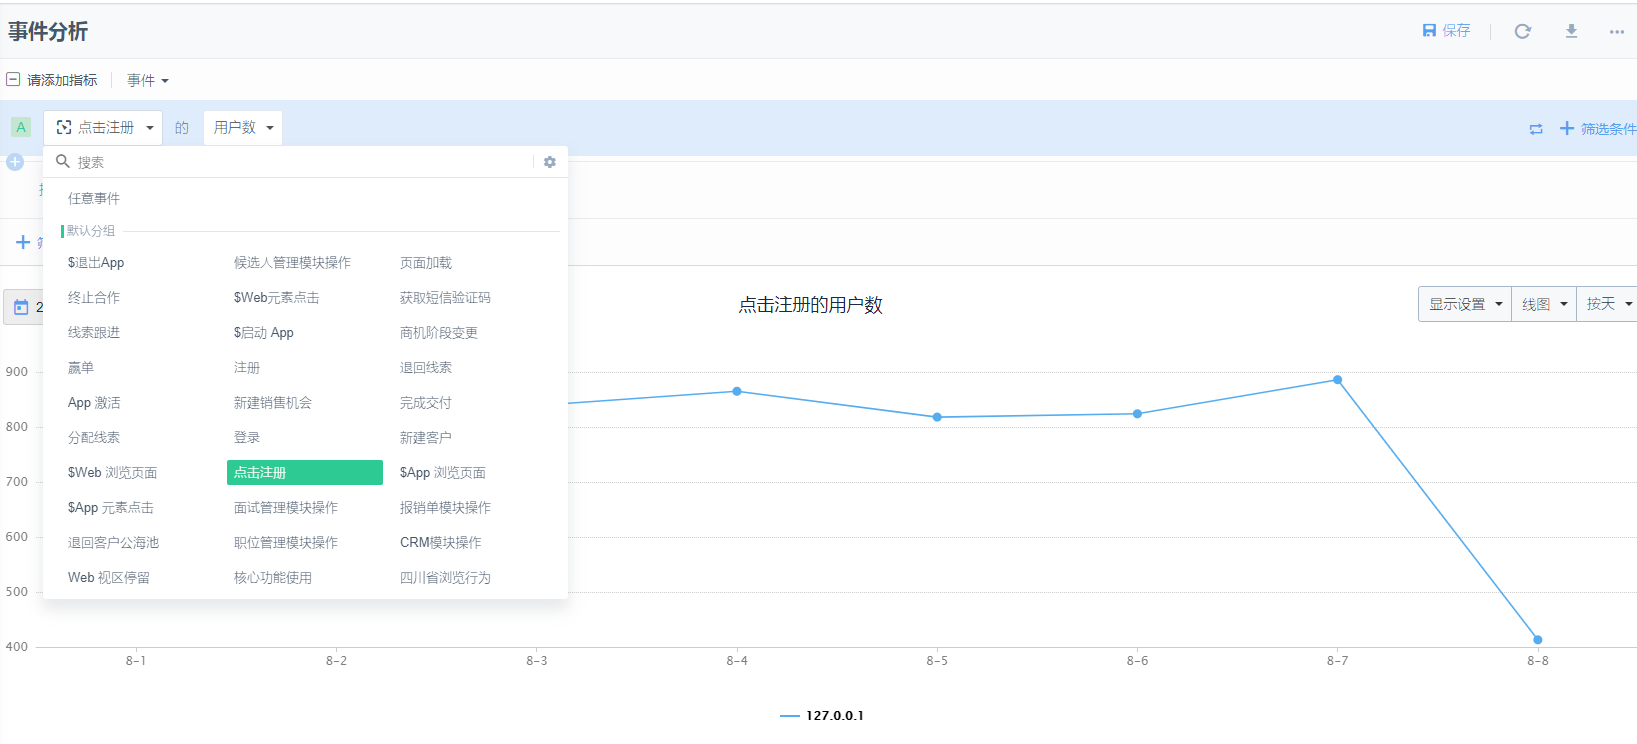 事件分析
保存
请添加指标 事件
A 点击注册 的 用户数 筛选条件
搜索
任意事件
默认分组
$退出App 候选人管理模块操作 页面加载
终止合作 $Web元素点击 获取短信验证码
线索跟进 $启动 App 商机阶段变更
赢单 注册 退回线索
App 激活 新建销售机会 完成交付
分配线索 登录 新建客户
$Web 浏览页面 点击注册 $App 浏览页面
$App 元素点击 面试管理模块操作 报销单模块操作
退回客户公海池 职位管理模块操作 CRM模块操作
Web 视区停留 核心功能使用 四川省浏览行为
2
点击注册的用户数
显示设置 线图 按天
900
800
700
600
500
400
8-1 8-2 8-3 8-4 8-5 8-6 8-7 8-8
127.0.0.1